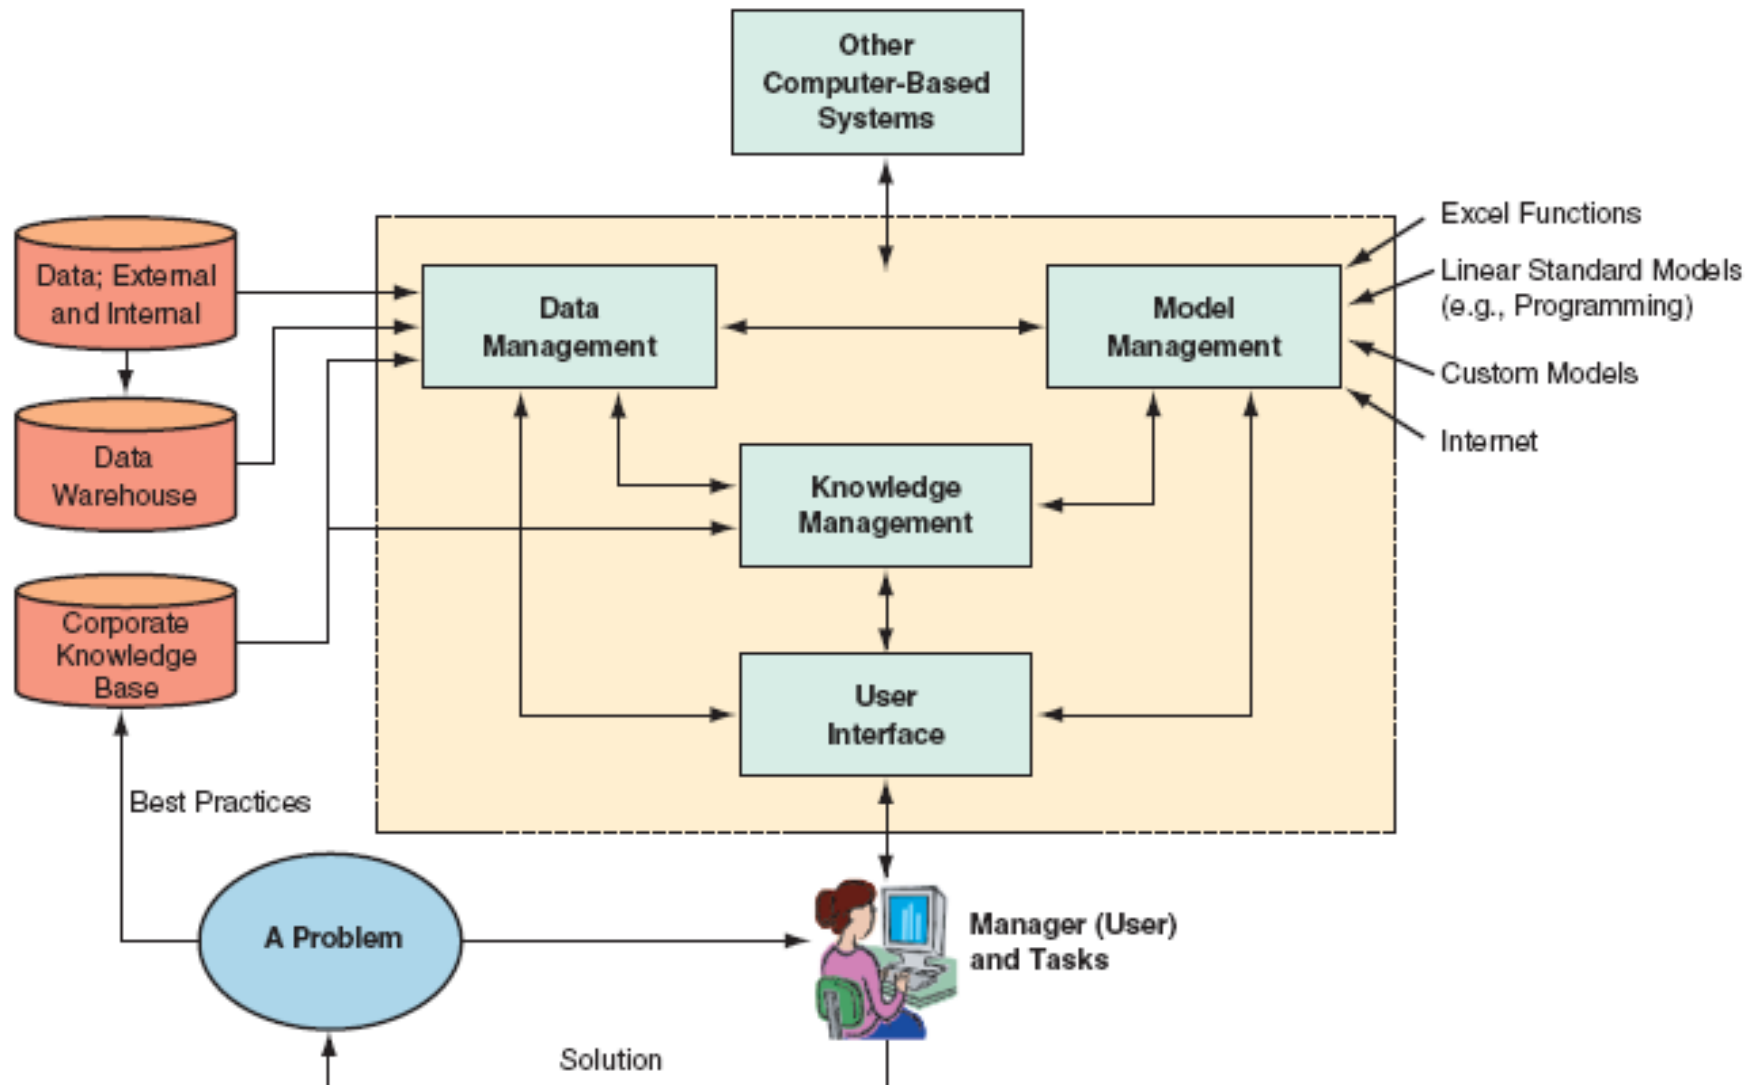 Other
Computer-Based
Systems
Excel Functions
Linear Standard Models
(e.g., Programming)
Custom Models
Internet
Data; External
and Internal
Data
Management
Model
Management
Data
Warehouse
Knowledge
Management
Corporate
Knowledge
Base
User
Interface
Best Practices
A Problem
Manager (User)
and Tasks
Solution